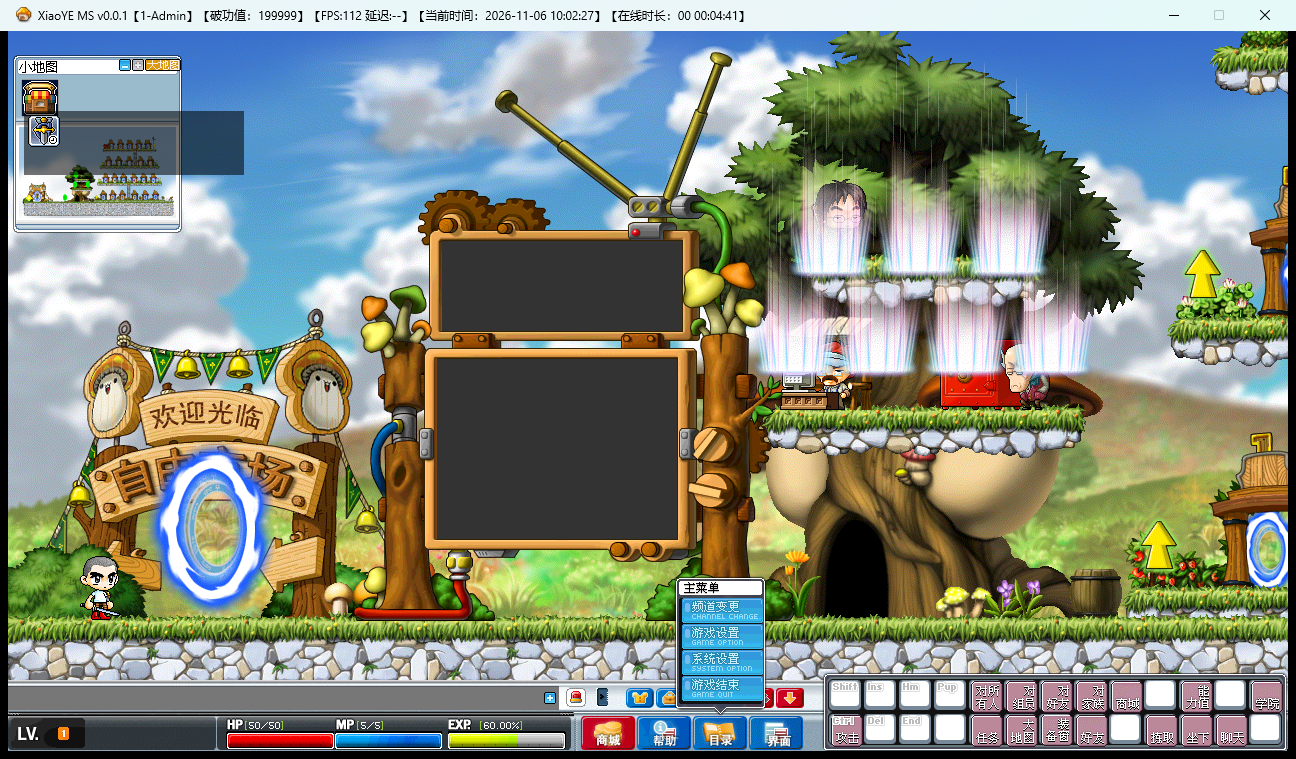 XiaoYE MS v0.0.1【1-Admin】【破功值：199999】【FPS:112 延迟:--】【当前时间：2026-11-06 10:02:27】【在线时长：00 00:04:41】
小地图
大地图
欢迎光临
自由市场
主菜单
频道变更
CHANNEL CHANGE
游戏设置
GAME OPTION
系统设置
SYSTEM OPTION
游戏结束
GAME QUIT
LV. 1
HP [50/50]
MP [5/5]
EXP. [60.00%]
商城
帮助
目录
界面
Shift Ins Hm Pup 对所有人 对组员 对好友 对家族 商城 能力值 学院
Ctrl Del End
攻击 任务 大地图 装备窗 好友 拣取 坐下 聊天